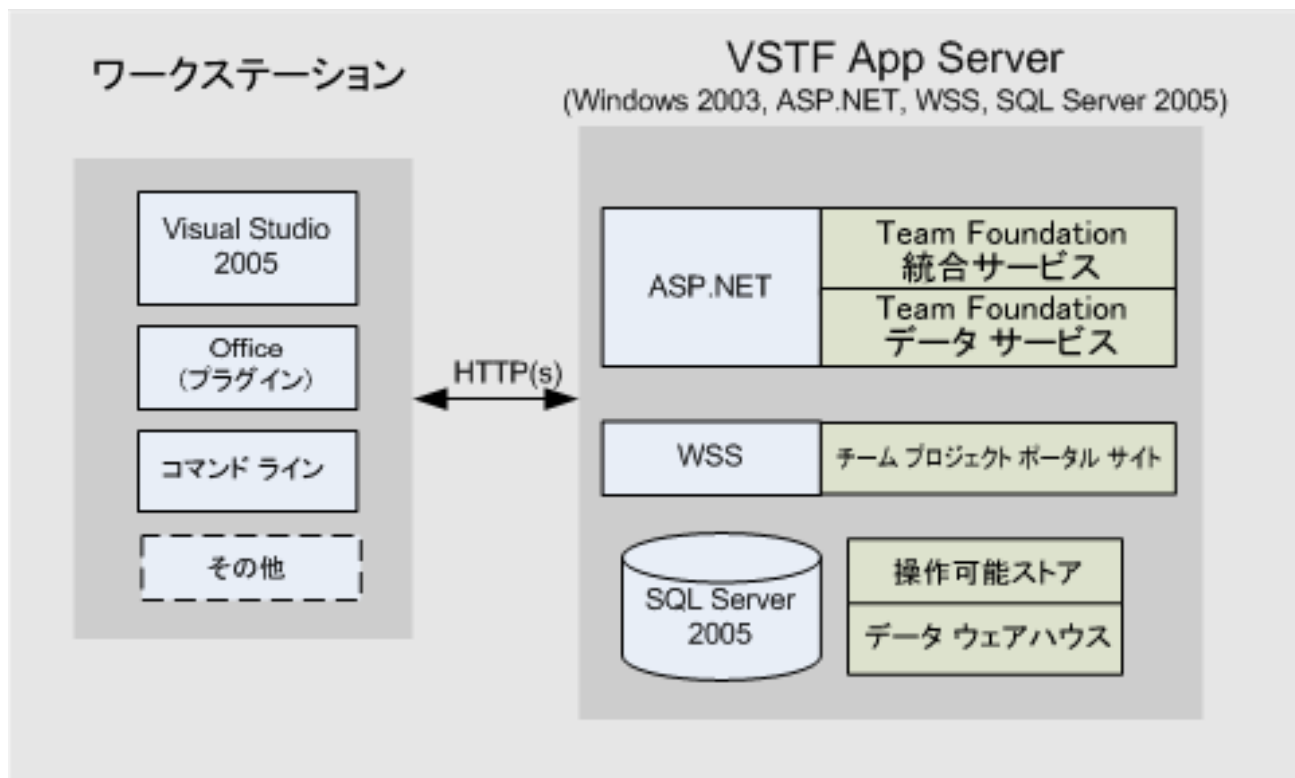 ワークステーション
Visual Studio
2005
Office
(プラグイン)
コマンド ライン
その他
HTTP(s)
VSTF App Server
(Windows 2003, ASP.NET, WSS, SQL Server 2005)
ASP.NET
Team Foundation
統合サービス
Team Foundation
データ サービス
WSS
チーム プロジェクト ポータル サイト
SQL Server
2005
操作可能ストア
データ ウェアハウス